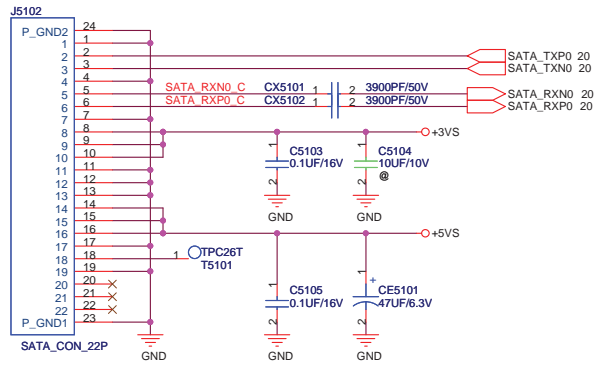 J5102
P_GND2 24
1 1
2 2 SATA_TXP0 20
3 3 SATA_TXN0 20
4 4
5 5 SATA_RXN0_C CX5101 1 2 3900PF/50V SATA_RXN0 20
6 6 SATA_RXP0_C CX5102 1 2 3900PF/50V SATA_RXP0 20
7 7
8 8 +3VS
9 9
10 10
1 C5103 0.1UF/16V 2 GND
1 C5104 10UF/10V @ 2 GND
11 11
12 12
13 13
14 14
15 15
16 16 +5VS
17 17
18 18 1 TPC26T
T5101
19 19
20 20
21 21
22 22
P_GND1 23
1 C5105 0.1UF/16V 2 GND
1 + CE5101 47UF/6.3V 2 GND
SATA_CON_22P
GND